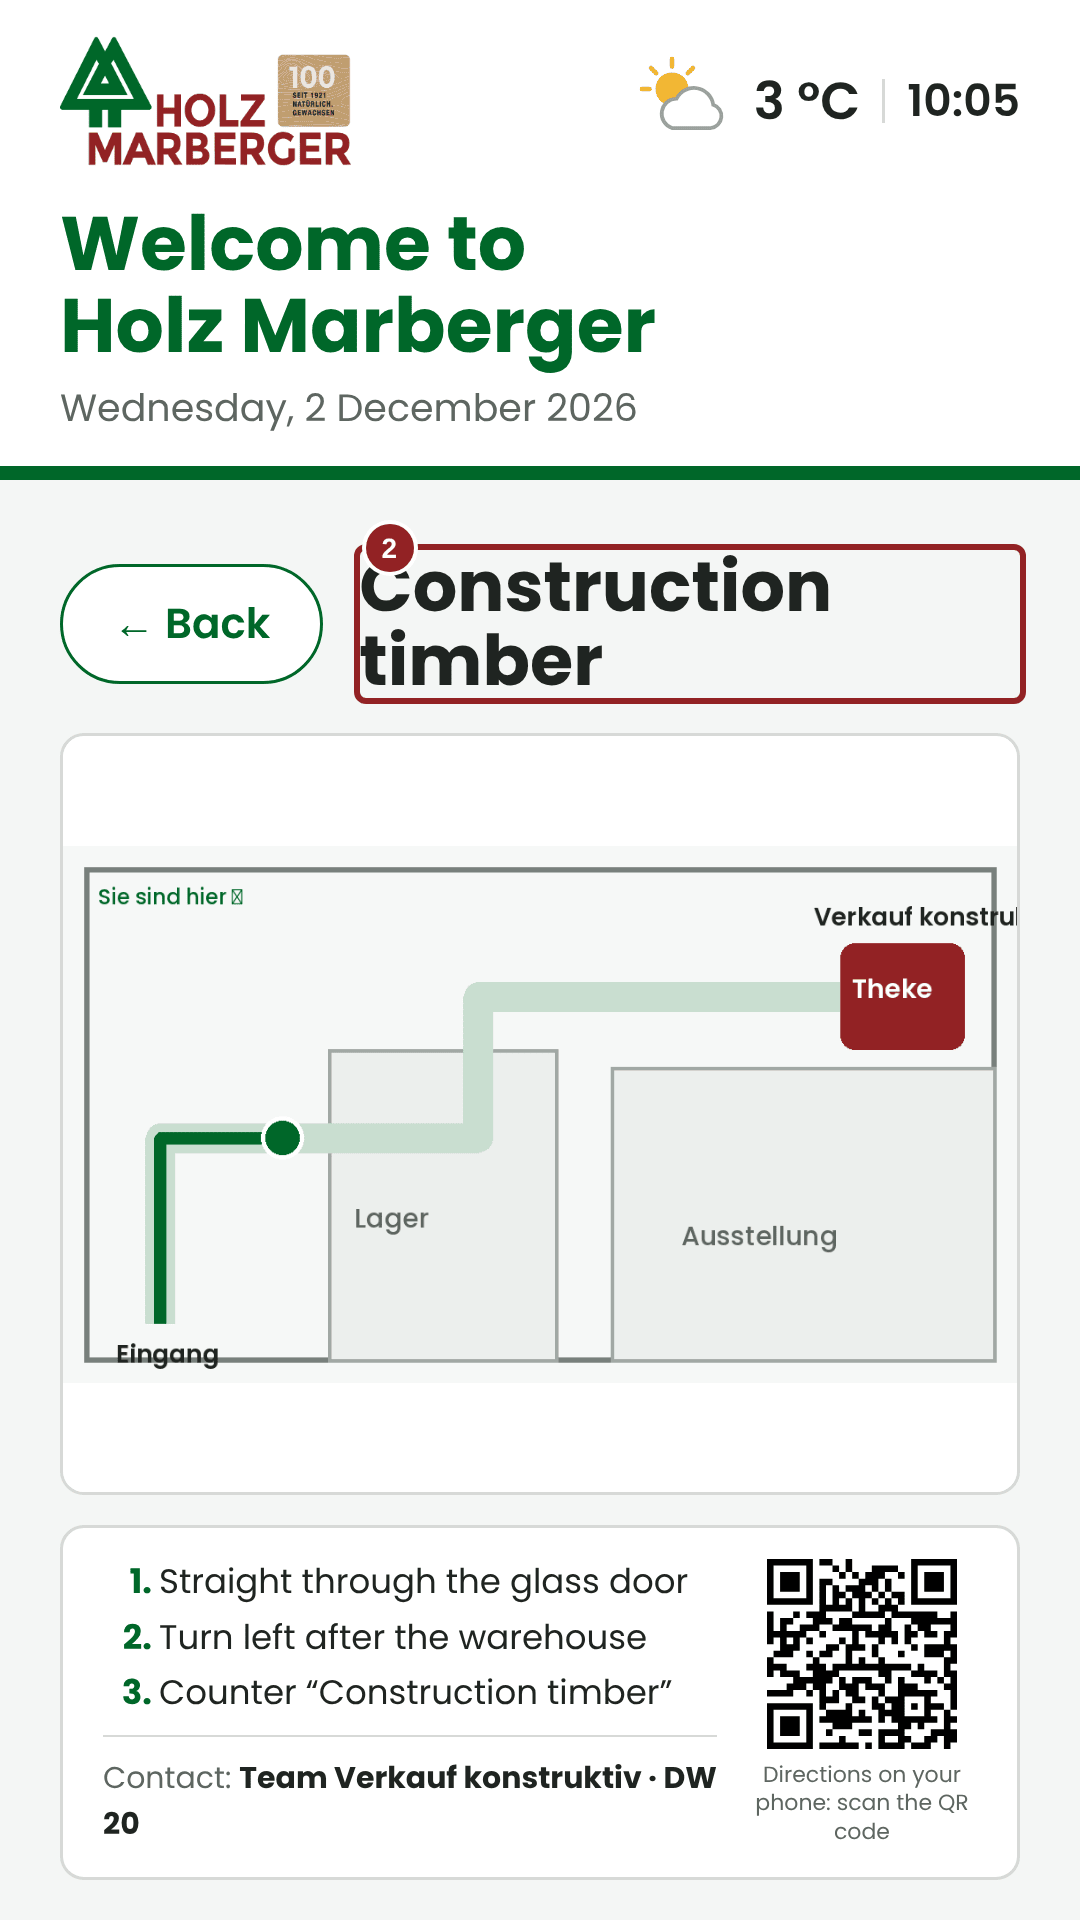 100
SEIT 1921
NATÜRLICH.
GEWACHSEN
HOLZ
MARBERGER
3 °C
10:05
Welcome to
Holz Marberger
Wednesday, 2 December 2026
← Back
2
Construction
timber
Sie sind hier
Verkauf konstruk
Theke
Lager
Ausstellung
Eingang
1. Straight through the glass door
2. Turn left after the warehouse
3. Counter “Construction timber”
Contact: Team Verkauf konstruktiv · DW
20
Directions on your
phone: scan the QR
code